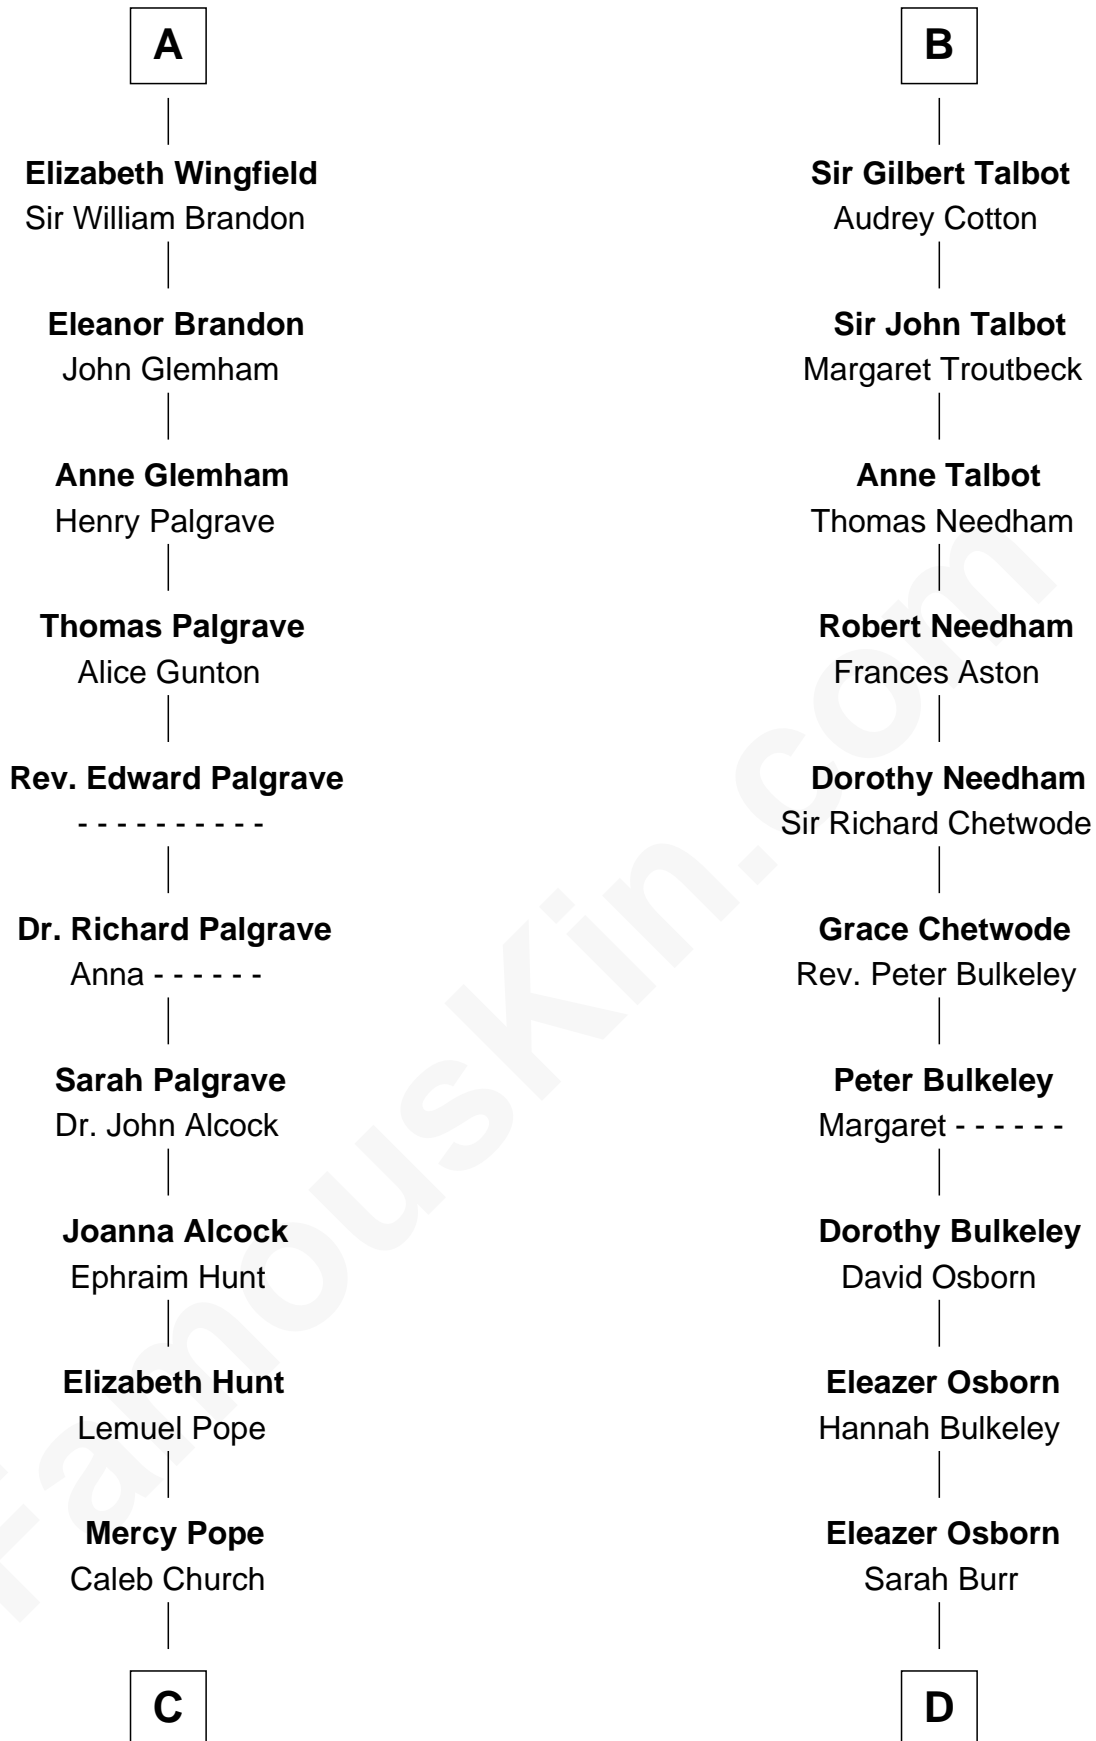 A
Elizabeth Wingfield
Sir William Brandon
Eleanor Brandon
John Glemham
Anne Glemham
Henry Palgrave
Thomas Palgrave
Alice Gunton
Rev. Edward Palgrave
- - - - - - - - - -
Dr. Richard Palgrave
Anna - - - - - -
Sarah Palgrave
Dr. John Alcock
Joanna Alcock
Ephraim Hunt
Elizabeth Hunt
Lemuel Pope
Mercy Pope
Caleb Church
C
B
Sir Gilbert Talbot
Audrey Cotton
Sir John Talbot
Margaret Troutbeck
Anne Talbot
Thomas Needham
Robert Needham
Frances Aston
Dorothy Needham
Sir Richard Chetwode
Grace Chetwode
Rev. Peter Bulkeley
Peter Bulkeley
Margaret - - - - - -
Dorothy Bulkeley
David Osborn
Eleazer Osborn
Hannah Bulkeley
Eleazer Osborn
Sarah Burr
D
FamousKin.com